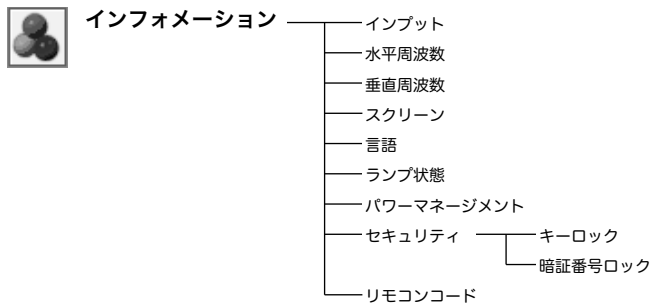 インフォメーション
インプット
水平周波数
垂直周波数
スクリーン
言語
ランプ状態
パワーマネージメント
セキュリティ キーロック
暗証番号ロック
リモコンコード